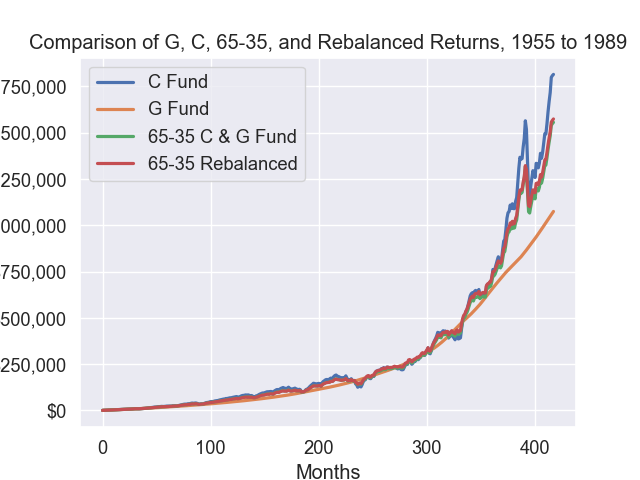 Comparison of G, C, 65-35, and Rebalanced Returns, 1955 to 1989
C Fund
G Fund
65-35 C & G Fund
65-35 Rebalanced
750,000
500,000
250,000
000,000
$750,000
$500,000
$250,000
$0
0 100 200 300 400
Months